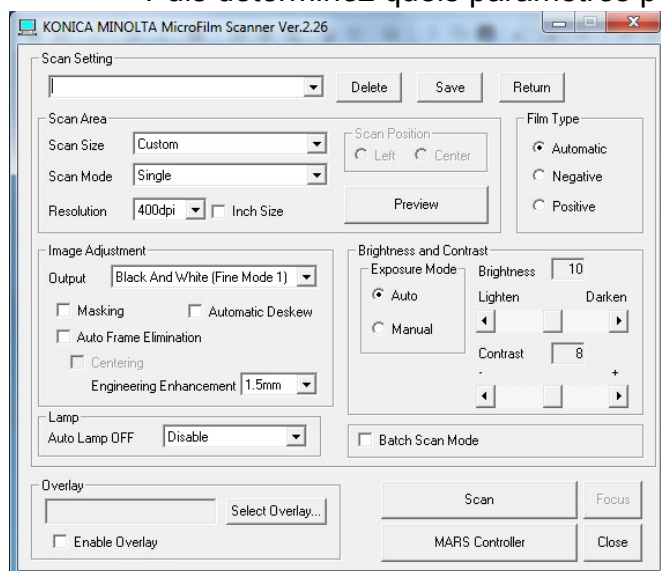 Puis déterminez quels paramètres p
KONICA MINOLTA MicroFilm Scanner Ver.2.26
Scan Setting
Delete Save Return
Scan Area
Scan Size Custom
Scan Mode Single
Resolution 400dpi Inch Size
Scan Position
Left Center
Preview
Film Type
Automatic
Negative
Positive
Image Adjustment
Output Black And White (Fine Mode 1)
Masking Automatic Deskew
Auto Frame Elimination
Centering
Engineering Enhancement 1.5mm
Brightness and Contrast
Exposure Mode
Auto
Manual
Brightness 10
Lighten Darken
Contrast 8
- +
Lamp
Auto Lamp OFF Disable
Batch Scan Mode
Overlay
Select Overlay...
Enable Overlay
Scan Focus
MARS Controller Close